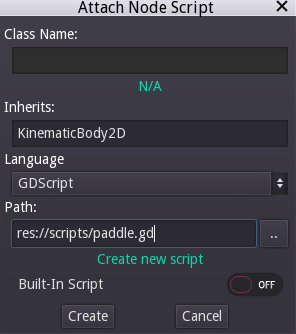 Attach Node Script
Class Name:
N/A
Inherits:
KinematicBody2D
Language
GDScript
Path:
res://scripts/paddle.gd ..
Create new script
Built-In Script OFF
Create Cancel